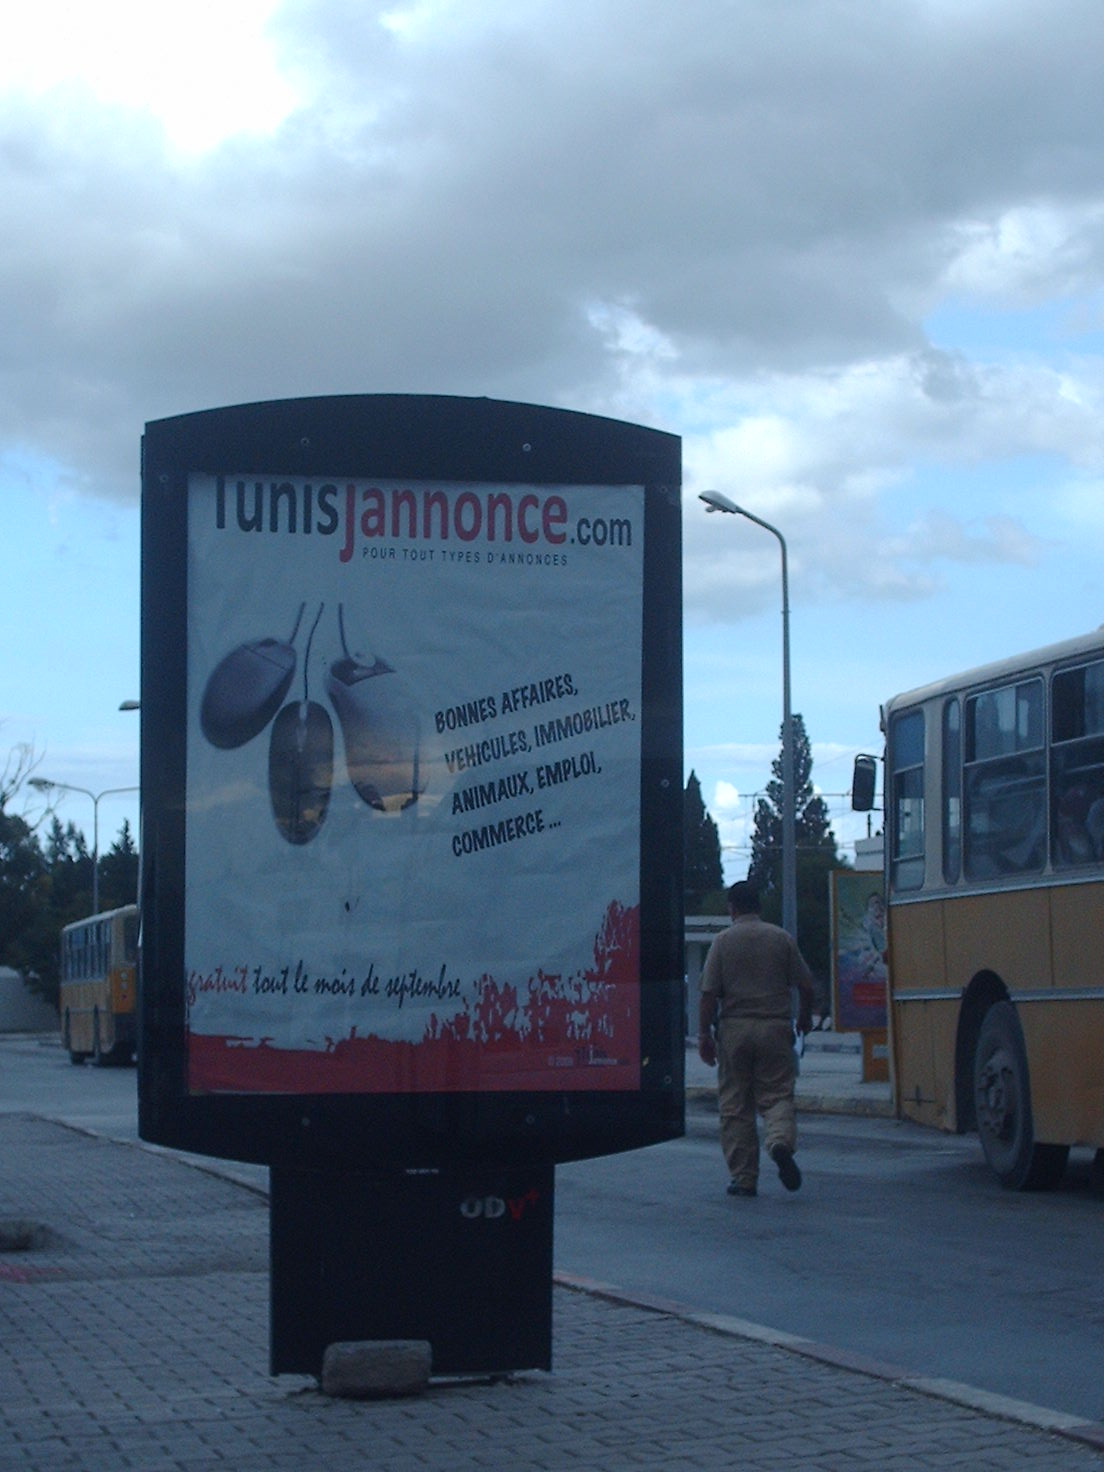 Tunisjannonce.com
POUR TOUT TYPES D'ANNONCES
BONNES AFFAIRES,
VEHICULES, IMMOBILIER,
ANIMAUX, EMPLOI,
COMMERCE ...
gratuit tout le mois de septembre
ODV+